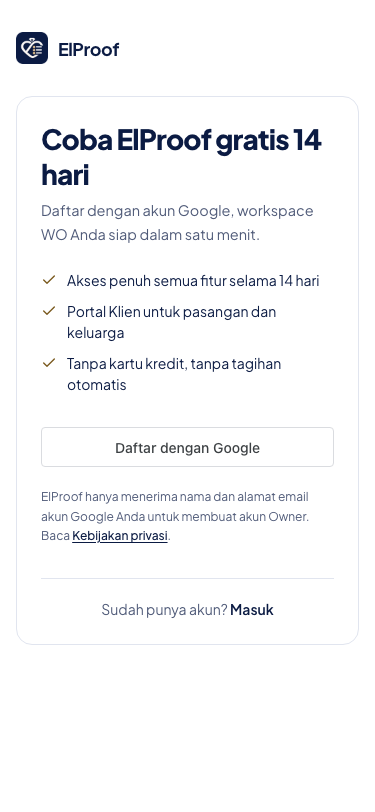 ElProof
Coba ElProof gratis 14
hari
Daftar dengan akun Google, workspace
WO Anda siap dalam satu menit.
Akses penuh semua fitur selama 14 hari
Portal Klien untuk pasangan dan
keluarga
Tanpa kartu kredit, tanpa tagihan
otomatis
Daftar dengan Google
ElProof hanya menerima nama dan alamat email
akun Google Anda untuk membuat akun Owner.
Baca Kebijakan privasi.
Sudah punya akun? Masuk